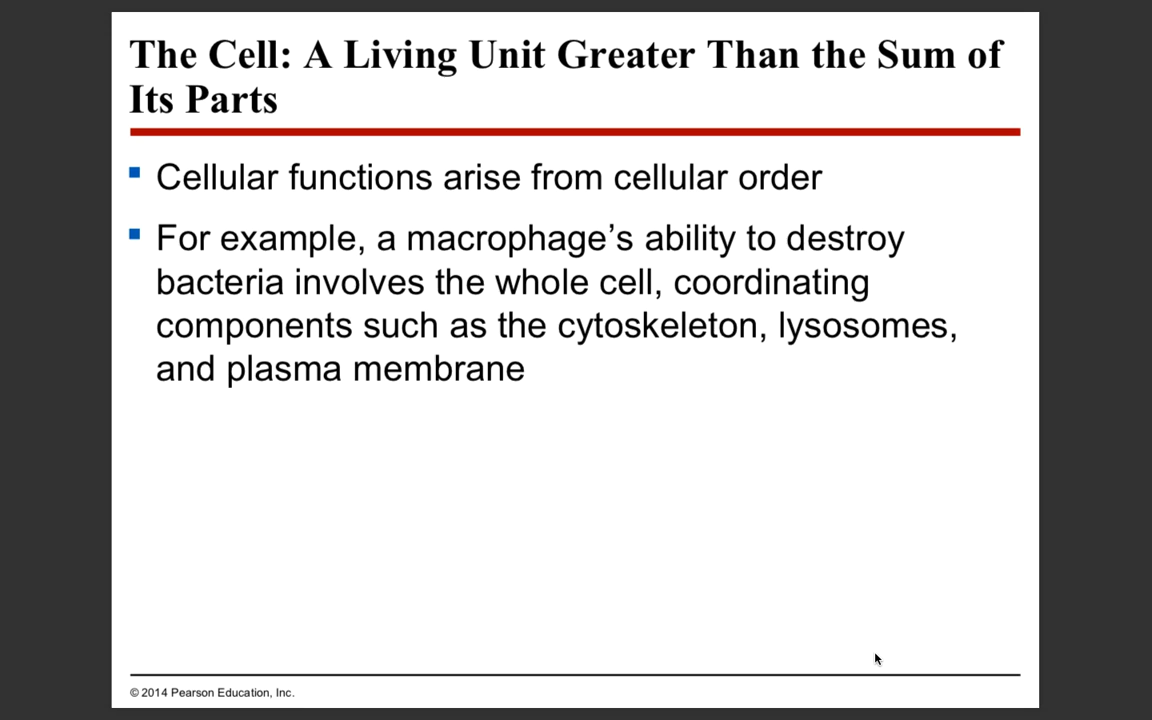 The Cell: A Living Unit Greater Than the Sum of
Its Parts
Cellular functions arise from cellular order
For example, a macrophage’s ability to destroy
bacteria involves the whole cell, coordinating
components such as the cytoskeleton, lysosomes,
and plasma membrane
© 2014 Pearson Education, Inc.